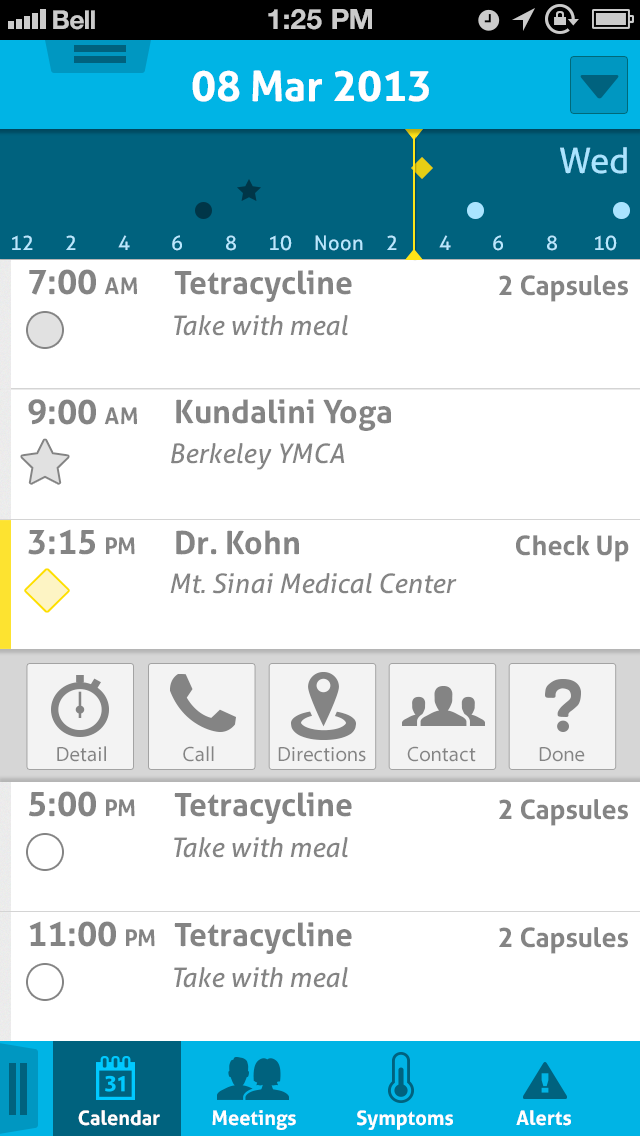 Bell 1:25 PM
08 Mar 2013
Wed
12 2 4 6 8 10 Noon 2 4 6 8 10
7:00 AM Tetracycline 2 Capsules
Take with meal
9:00 AM Kundalini Yoga
Berkeley YMCA
3:15 PM Dr. Kohn Check Up
Mt. Sinai Medical Center
?
Detail Call Directions Contact Done
5:00 PM Tetracycline 2 Capsules
Take with meal
11:00 PM Tetracycline 2 Capsules
Take with meal
31 !
Calendar Meetings Symptoms Alerts